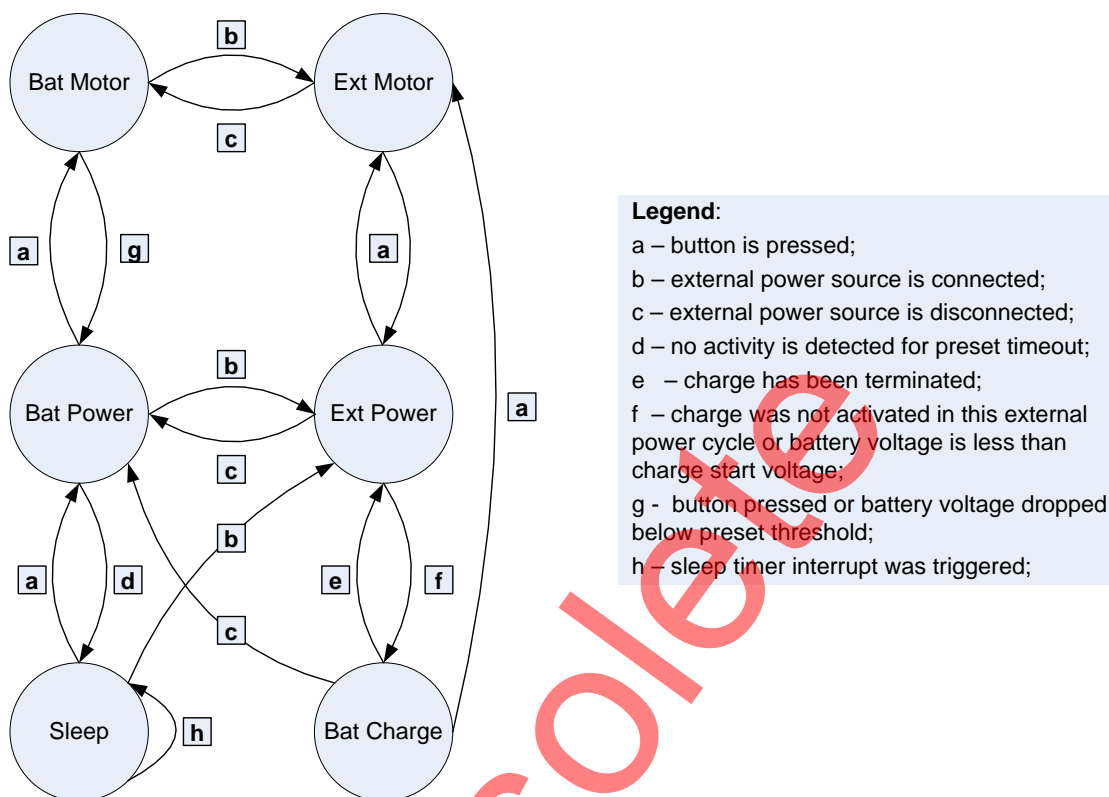 b
Bat Motor
Ext Motor
c
a
g
a
b
Bat Power
Ext Power
c
a
b
a
d
e
f
c
Sleep
h
Bat Charge
Legend:
a – button is pressed;
b – external power source is connected;
c – external power source is disconnected;
d – no activity is detected for preset timeout;
e – charge has been terminated;
f – charge was not activated in this external
power cycle or battery voltage is less than
charge start voltage;
g - button pressed or battery voltage dropped
below preset threshold;
h – sleep timer interrupt was triggered;
olete